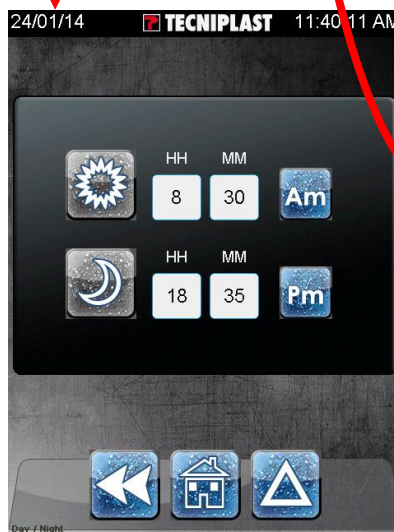 24/01/14 TECNIPLAST 11:40:11 AM
HH MM
8 30 Am
HH MM
18 35 Pm
Day / Night